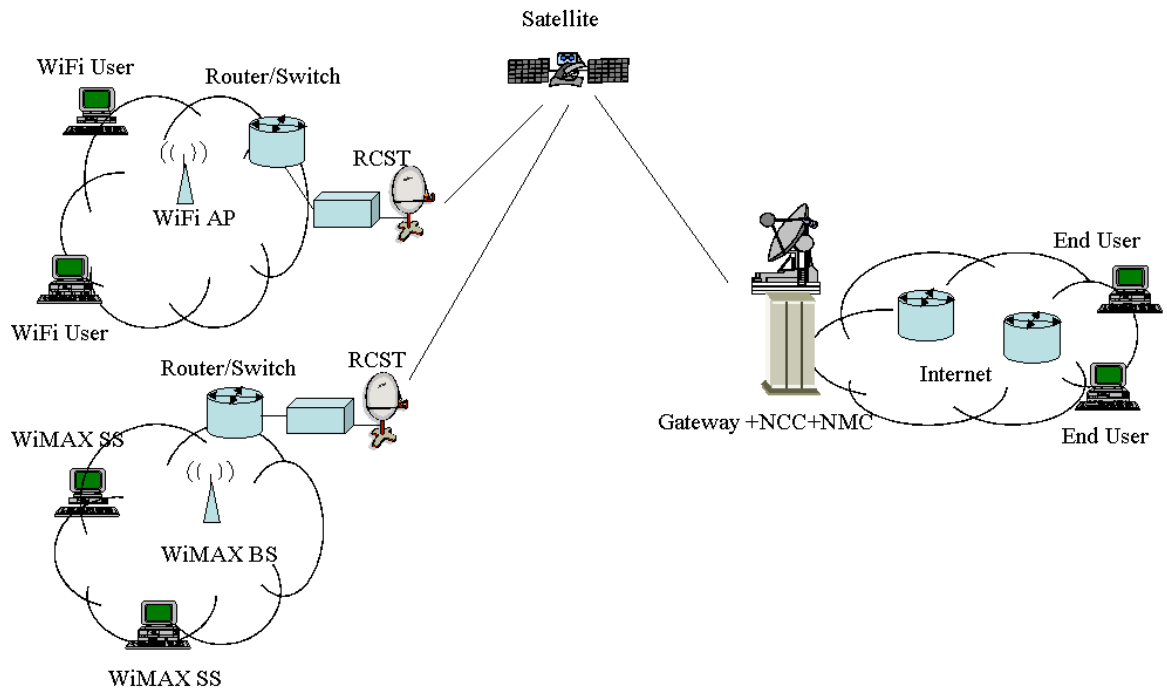 Satellite
WiFi User
Router/Switch
RCST
WiFi AP
WiFi User
End User
Internet
Gateway +NCC+NMC
End User
Router/Switch
RCST
WiMAX SS
WiMAX BS
WiMAX SS